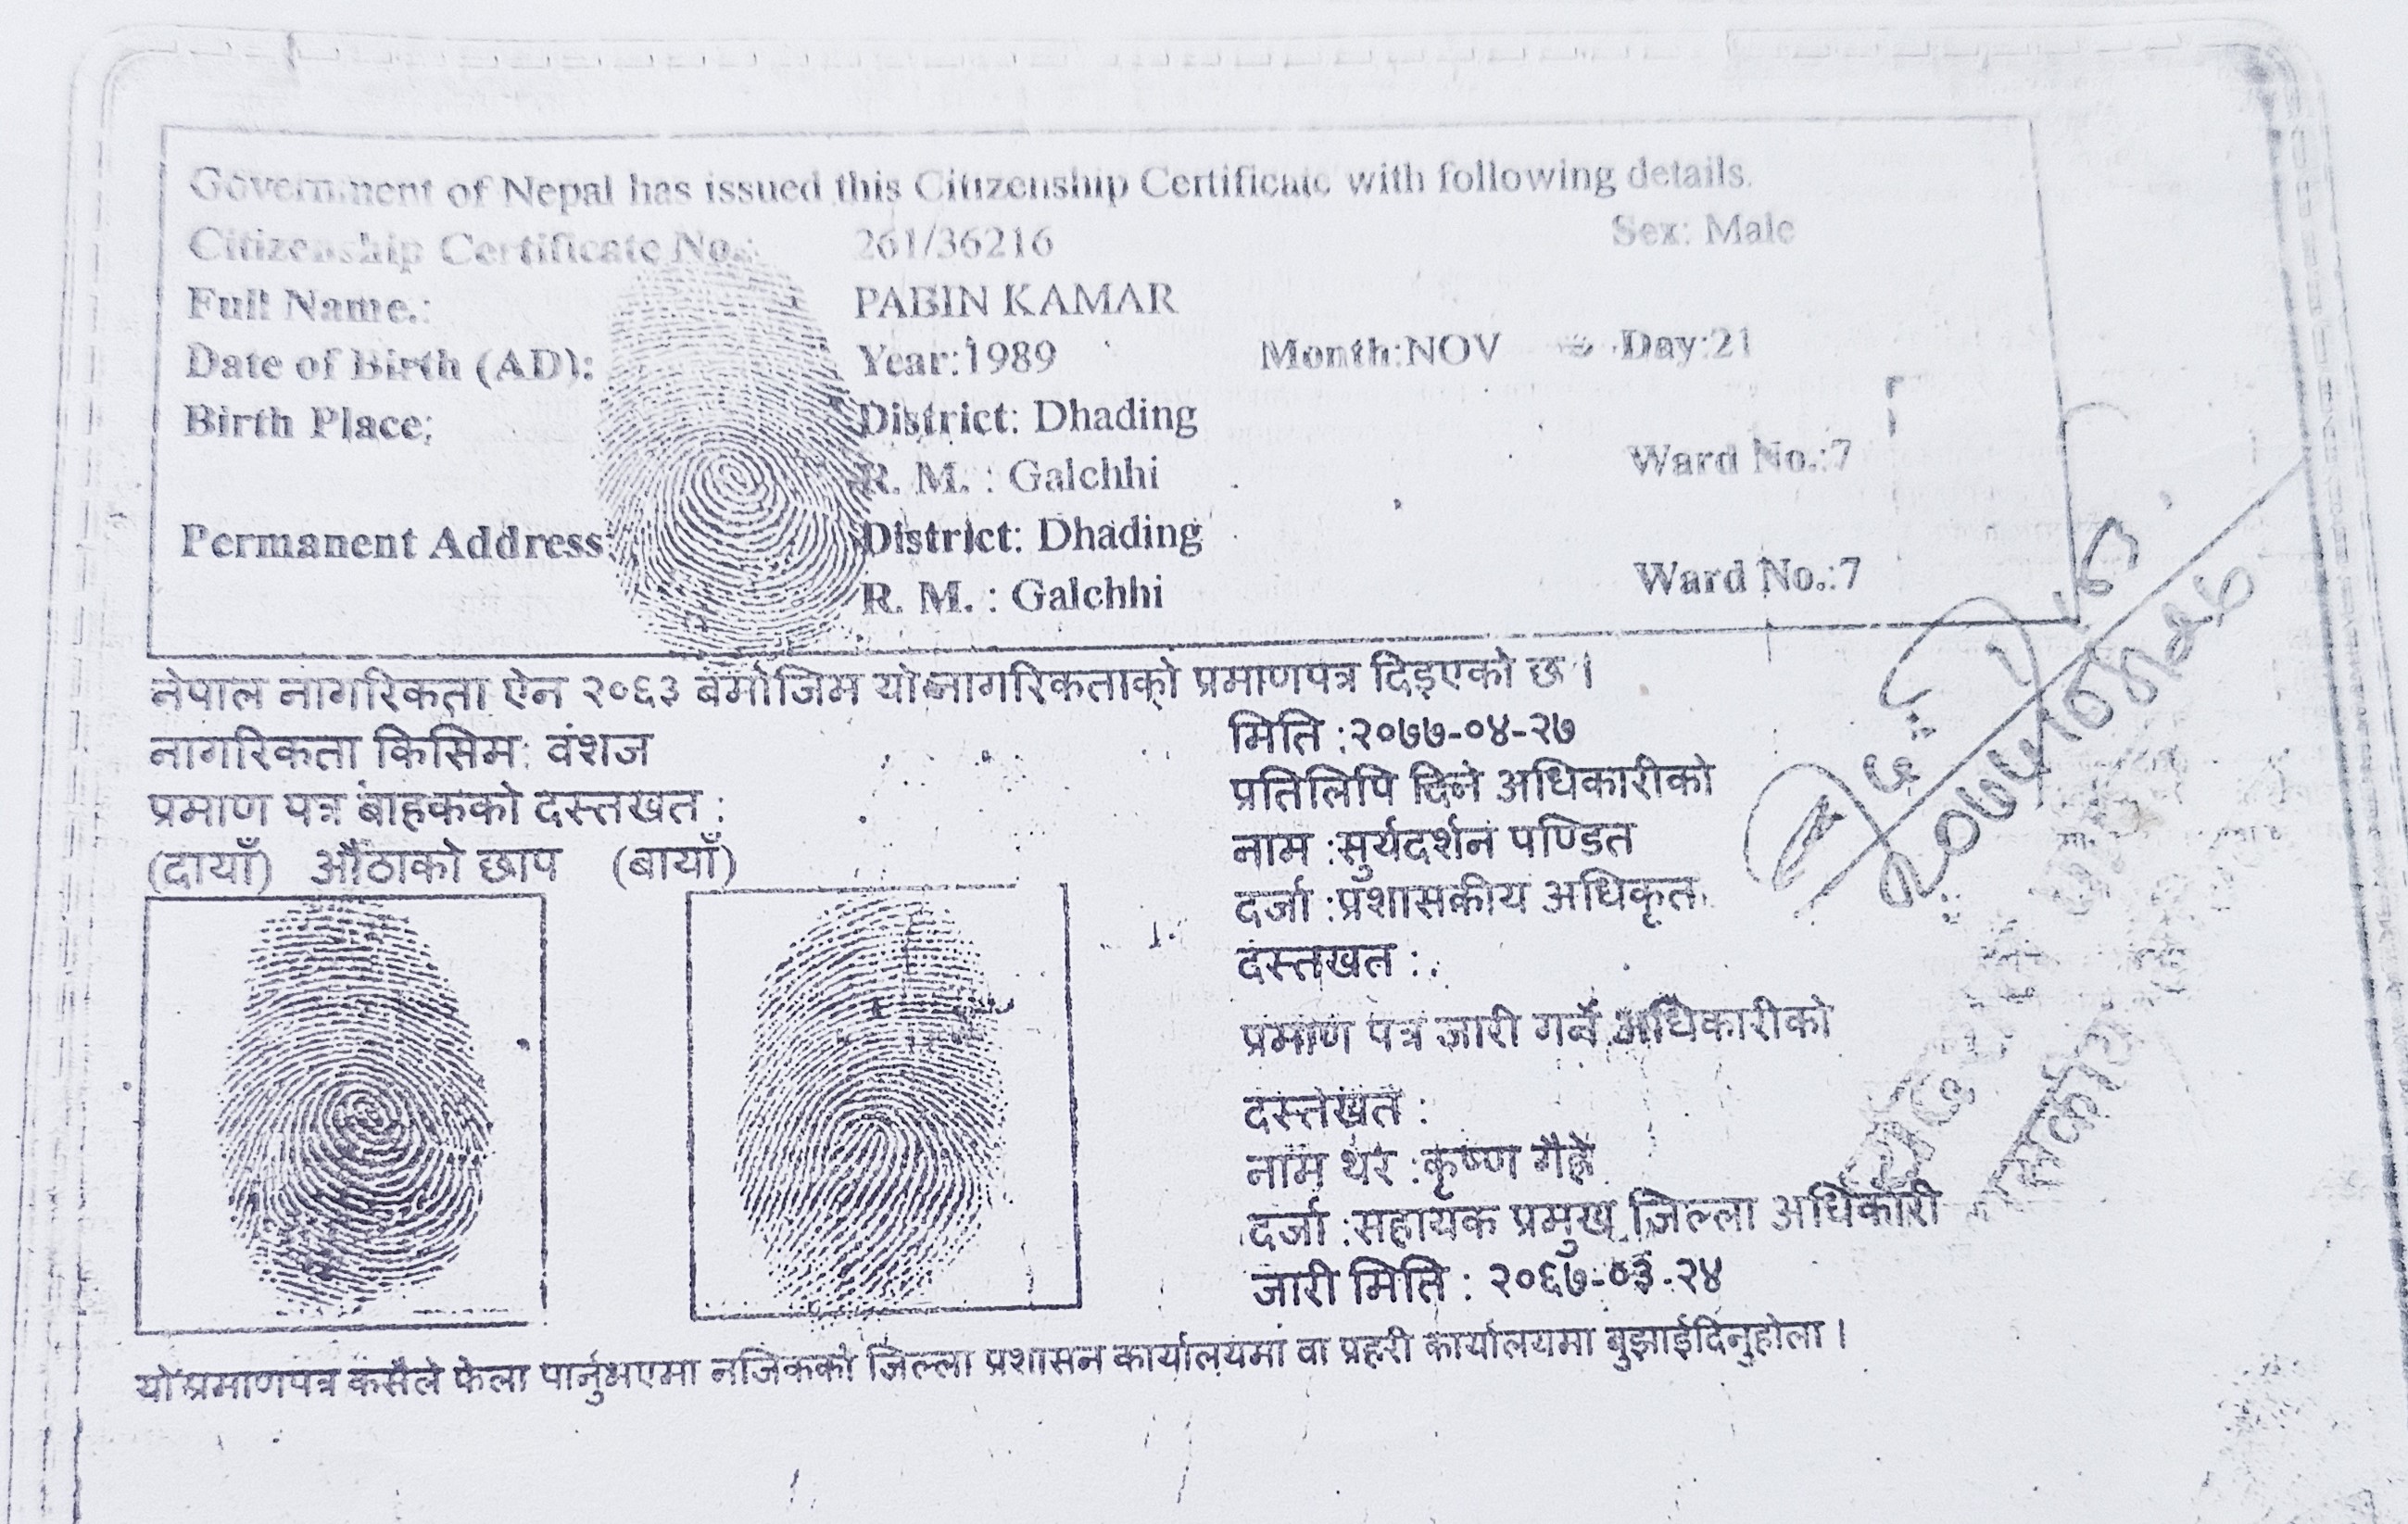 Government of Nepal has issued this Citizenship Certificate with following details.
Citizenship Certificate No.: 261/36216 Sex: Male
Full Name.: PABIN KAMAR
Date of Birth (AD): Year:1989 Month:NOV Day:21
Birth Place: District: Dhading
R. M. : Galchhi Ward No.:7
Permanent Address: District: Dhading
R. M. : Galchhi Ward No.:7
नेपाल नागरिकता ऐन २०६३ बमोजिम यो नागरिकताको प्रमाणपत्र दिइएको छ ।
नागरिकता किसिम: वंशज
प्रमाण पत्र बाहकको दस्तखत :
(दायाँ) औंठाको छाप (बायाँ)
मिति :२०७७-०४-२७
प्रतिलिपि दिने अधिकारीको
नाम :सुर्यदर्शन पण्डित
दर्जा :प्रशासकीय अधिकृत
दस्तखत :
प्रमाण पत्र जारी गर्ने अधिकारीको
दस्तखत :
नाम थर :कृष्ण गैह्रे
दर्जा :सहायक प्रमुख जिल्ला अधिकारी
जारी मिति : २०६७-०३-२४
यो प्रमाणपत्र कसैले फेला पार्नुभएमा नजिकको जिल्ला प्रशासन कार्यालयमा वा प्रहरी कार्यालयमा बुझाईदिनुहोला ।